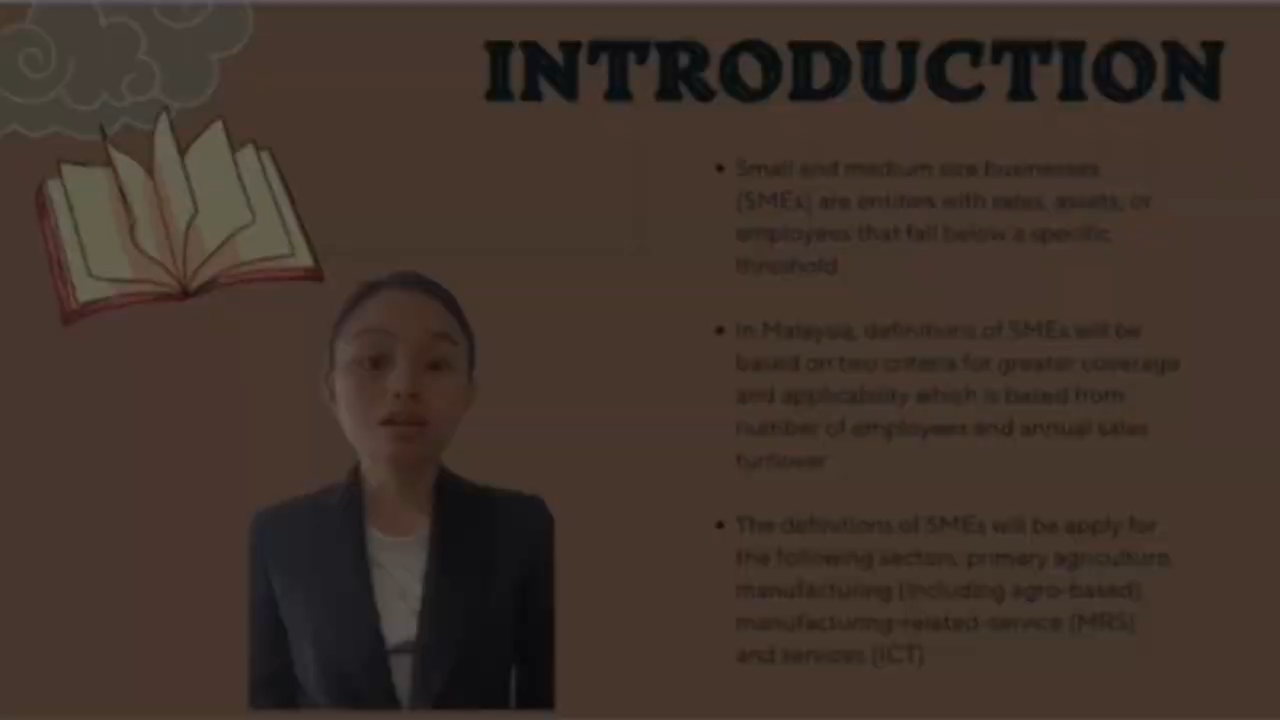 INTRODUCTION
• Small and medium size businesses
(SMEs) are entities with sales, assets, or
employees that fall below a specific
threshold
• In Malaysia, definitions of SMEs will be
based on two criteria for greater coverage
and applicability which is based from
number of employees and annual sales
turnover
• The definitions of SMEs will be apply for
the following sectors, primary agriculture,
manufacturing (including agro-based)
manufacturing-related-service (MRS)
and services (ICT)